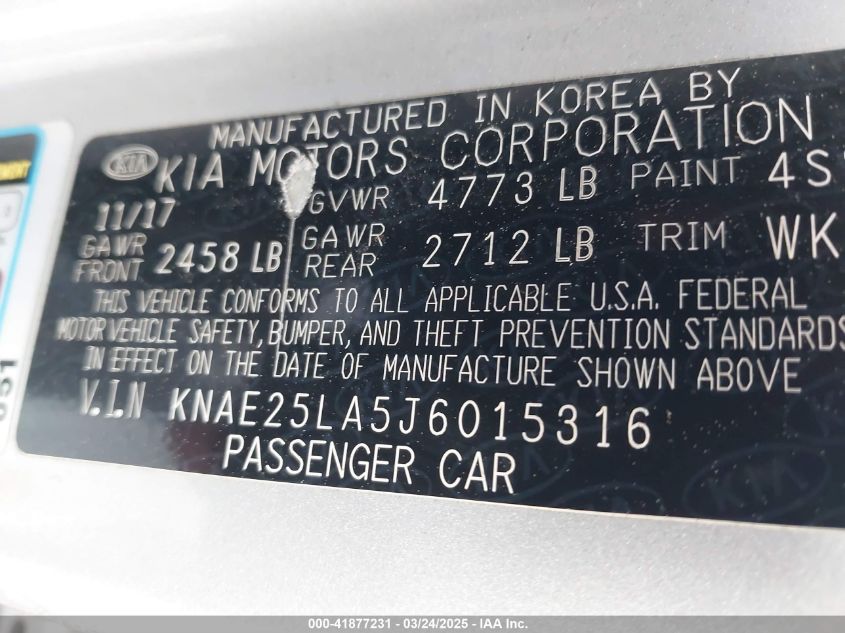 MANUFACTURED IN KOREA BY
KIA KIA MOTORS CORPORATION
11/17 GVWR 4773 LB PAINT 4S
GAWR FRONT 2458 LB GAWR REAR 2712 LB TRIM WK
THIS VEHICLE CONFORMS TO ALL APPLICABLE U.S.A. FEDERAL
MOTOR VEHICLE SAFETY, BUMPER, AND THEFT PREVENTION STANDARDS
IN EFFECT ON THE DATE OF MANUFACTURE SHOWN ABOVE
V.I.N KNAE25LA5J6015316
PASSENGER CAR
000-41877231 - 03/24/2025 - IAA Inc.